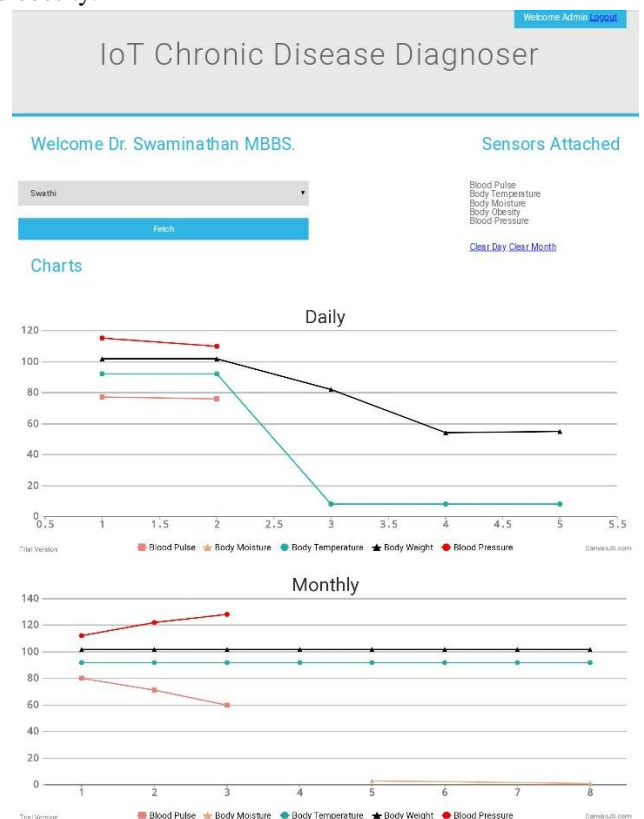 Welcome Admin Logout
IoT Chronic Disease Diagnoser
Welcome Dr. Swaminathan MBBS.
Swathi
Fetch
Sensors Attached
Blood Pulse
Body Temperature
Body Moisture
Body Obesity
Blood Pressure
Clear Day Clear Month
Charts
Daily
120
100
80
60
40
20
0
0.5 1 1.5 2 2.5 3 3.5 4 4.5 5 5.5
Trial Version
Blood Pulse Body Moisture Body Temperature Body Weight Blood Pressure
CanvasJS.com
Monthly
140
120
100
80
60
40
20
0
1 2 3 4 5 6 7 8
Trial Version
Blood Pulse Body Moisture Body Temperature Body Weight Blood Pressure
CanvasJS.com